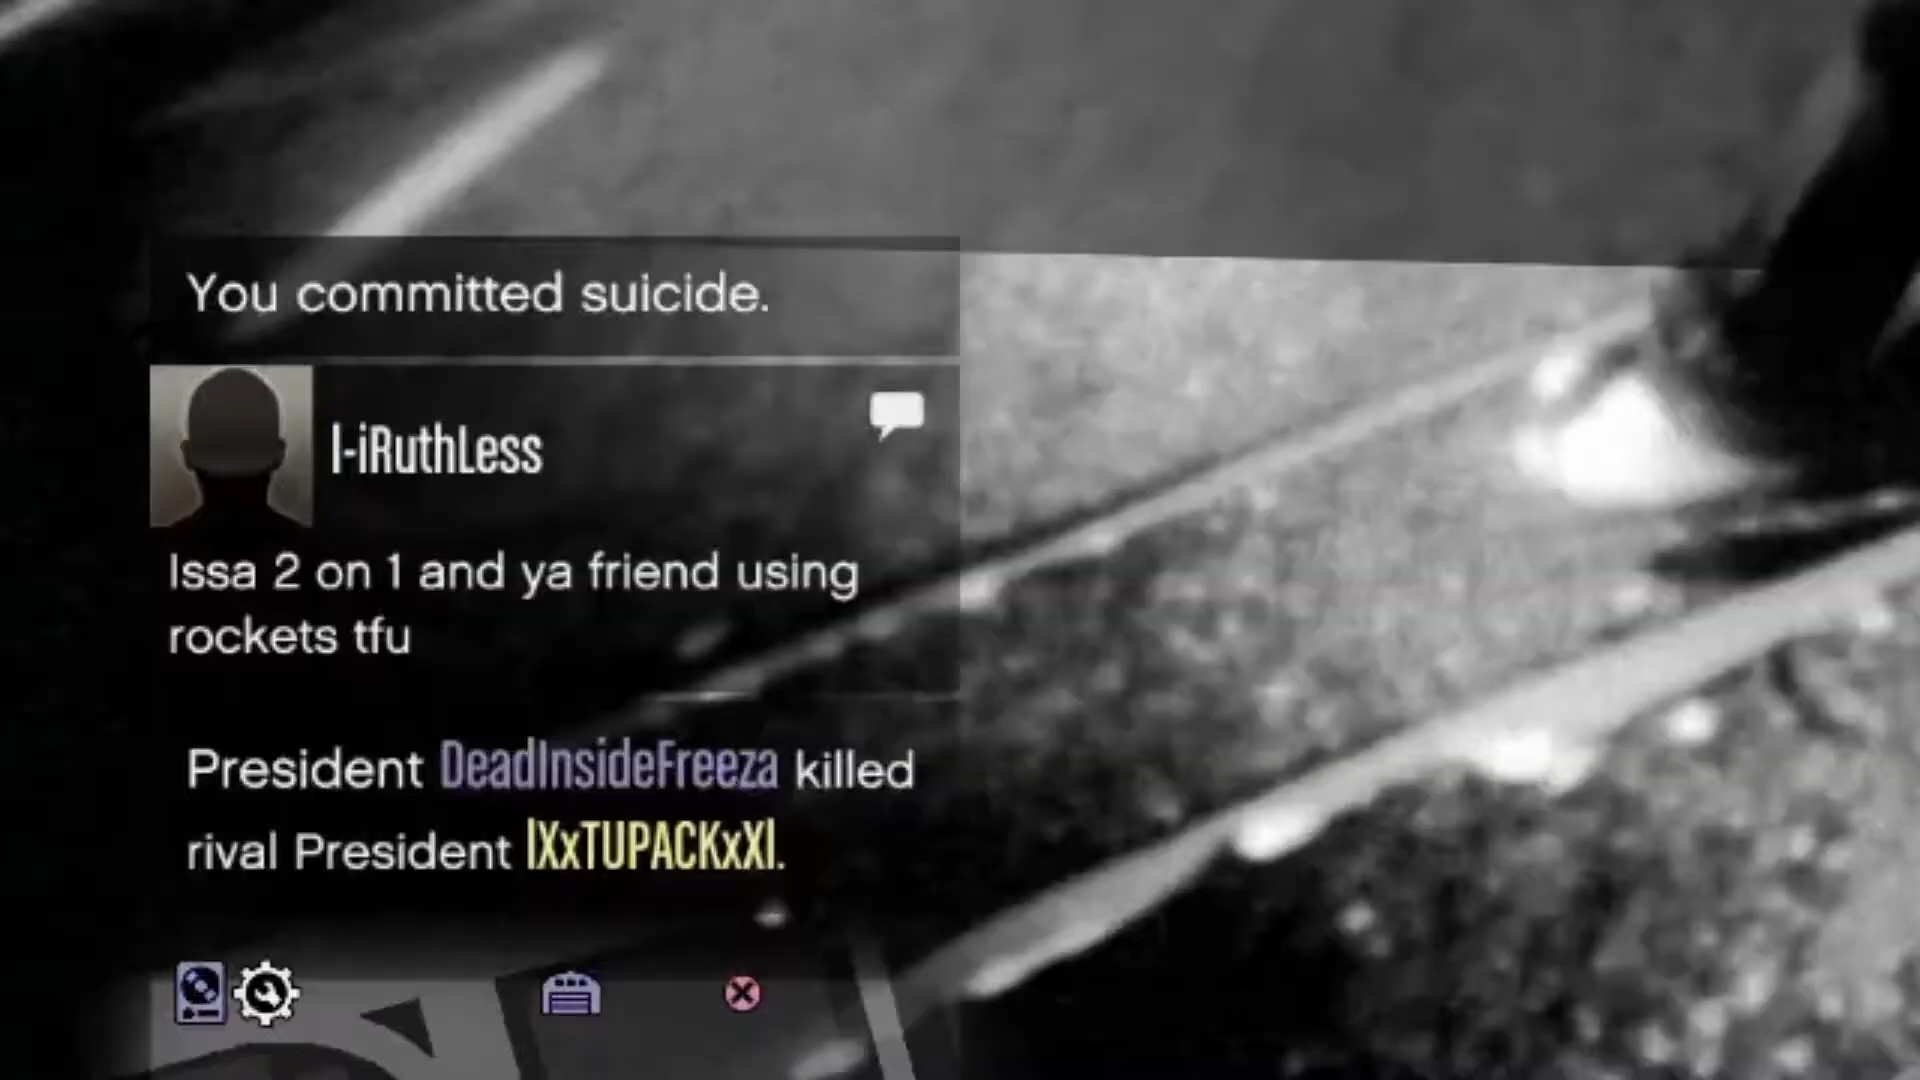 You committed suicide.
l-iRuthLess
Issa 2 on 1 and ya friend using
rockets tfu
President DeadInsideFreeza killed
rival President lXxTUPACKxXl.